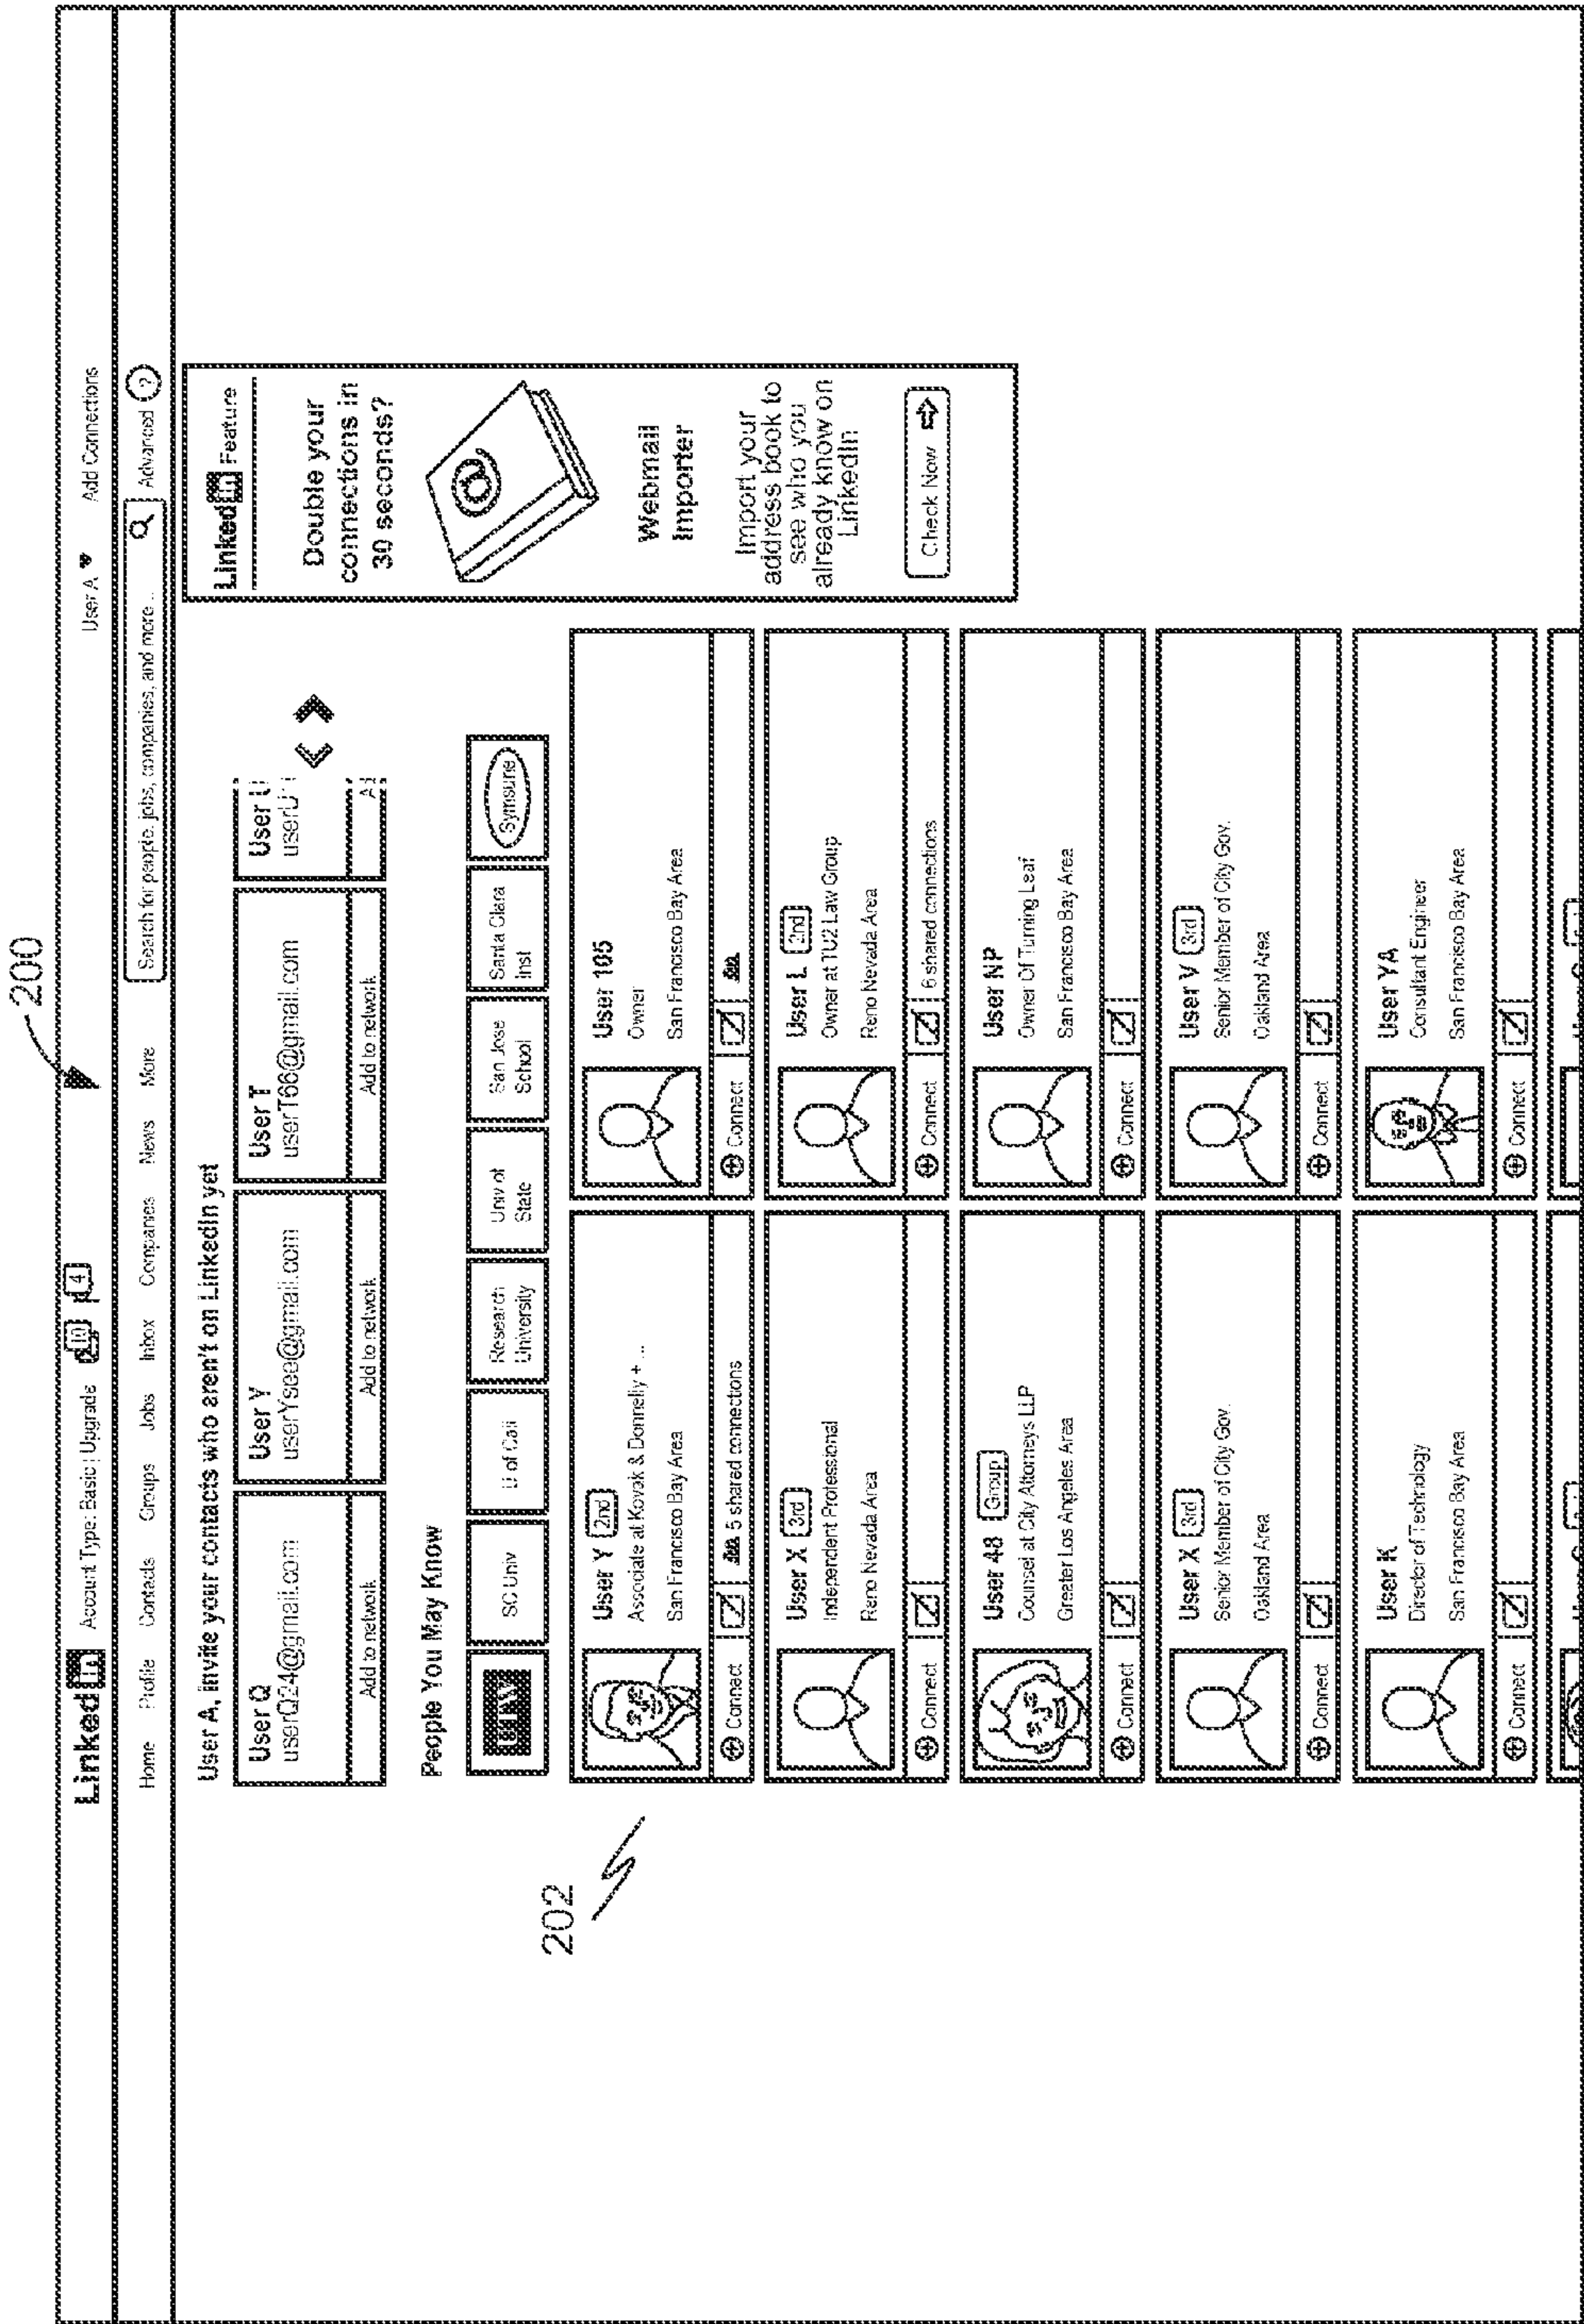 200
LinkedIn Account Type: Basic | Upgrade 10 4 User A Add Connections
Home Profile Contacts Groups Jobs Inbox Companies News More Search for people, jobs, companies, and more... Advanced ?
User A, invite your contacts who aren't on LinkedIn yet
User Q User Y User T
userQ24@gmail.com userYsee@gmail.com userT66@gmail.com
Add to network Add to network Add to network
LinkedIn Feature
Double your
connections in
30 seconds?
@
Webmail
Importer
Import your
address book to
see who you
already know on
LinkedIn
Check Now
People You May Know
SC Univ
U of Cali
Research
University
Univ of
State
San Jose
School
Santa Clara
Inst
Symsune
202
User Y 2nd
Associate at Kovak & Donnelly + ...
San Francisco Bay Area
Connect 5 shared connections
User 105
Owner
San Francisco Bay Area
Connect
User X 3rd
Independent Professional
Reno Nevada Area
Connect
User L 2nd
Owner at TU2 Law Group
Reno Nevada Area
Connect 6 shared connections
User 48 Group
Counsel at City Attorneys LLP
Greater Los Angeles Area
Connect
User NP
Owner Of Turning Leaf
San Francisco Bay Area
Connect
User X 3rd
Senior Member of City Gov.
Oakland Area
Connect
User V 3rd
Senior Member of City Gov.
Oakland Area
Connect
User K
Director of Technology
San Francisco Bay Area
Connect
User YA
Consultant Engineer
San Francisco Bay Area
Connect